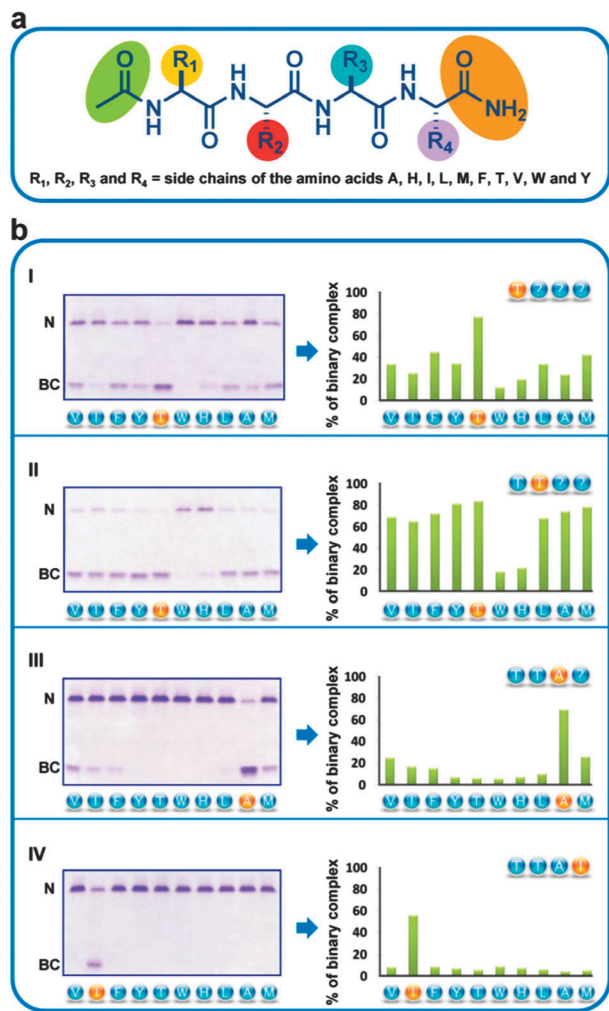 a
O
R₁
H
N
O
R₃
H
N
O
N
H
O
R₂
N
H
O
R₄
NH₂
R₁, R₂, R₃ and R₄ = side chains of the amino acids A, H, I, L, M, F, T, V, W and Y
b
I
N
BC
V I F Y T W H L A M
% of binary complex
100
80
60
40
20
0
T ? ? ?
V I F Y T W H L A M
II
N
BC
V I F Y T W H L A M
% of binary complex
100
80
60
40
20
0
T T ? ?
V I F Y T W H L A M
III
N
BC
V I F Y T W H L A M
% of binary complex
100
80
60
40
20
0
T T A ?
V I F Y T W H L A M
IV
N
BC
V I F Y T W H L A M
% of binary complex
100
80
60
40
20
0
T T A I
V I F Y T W H L A M